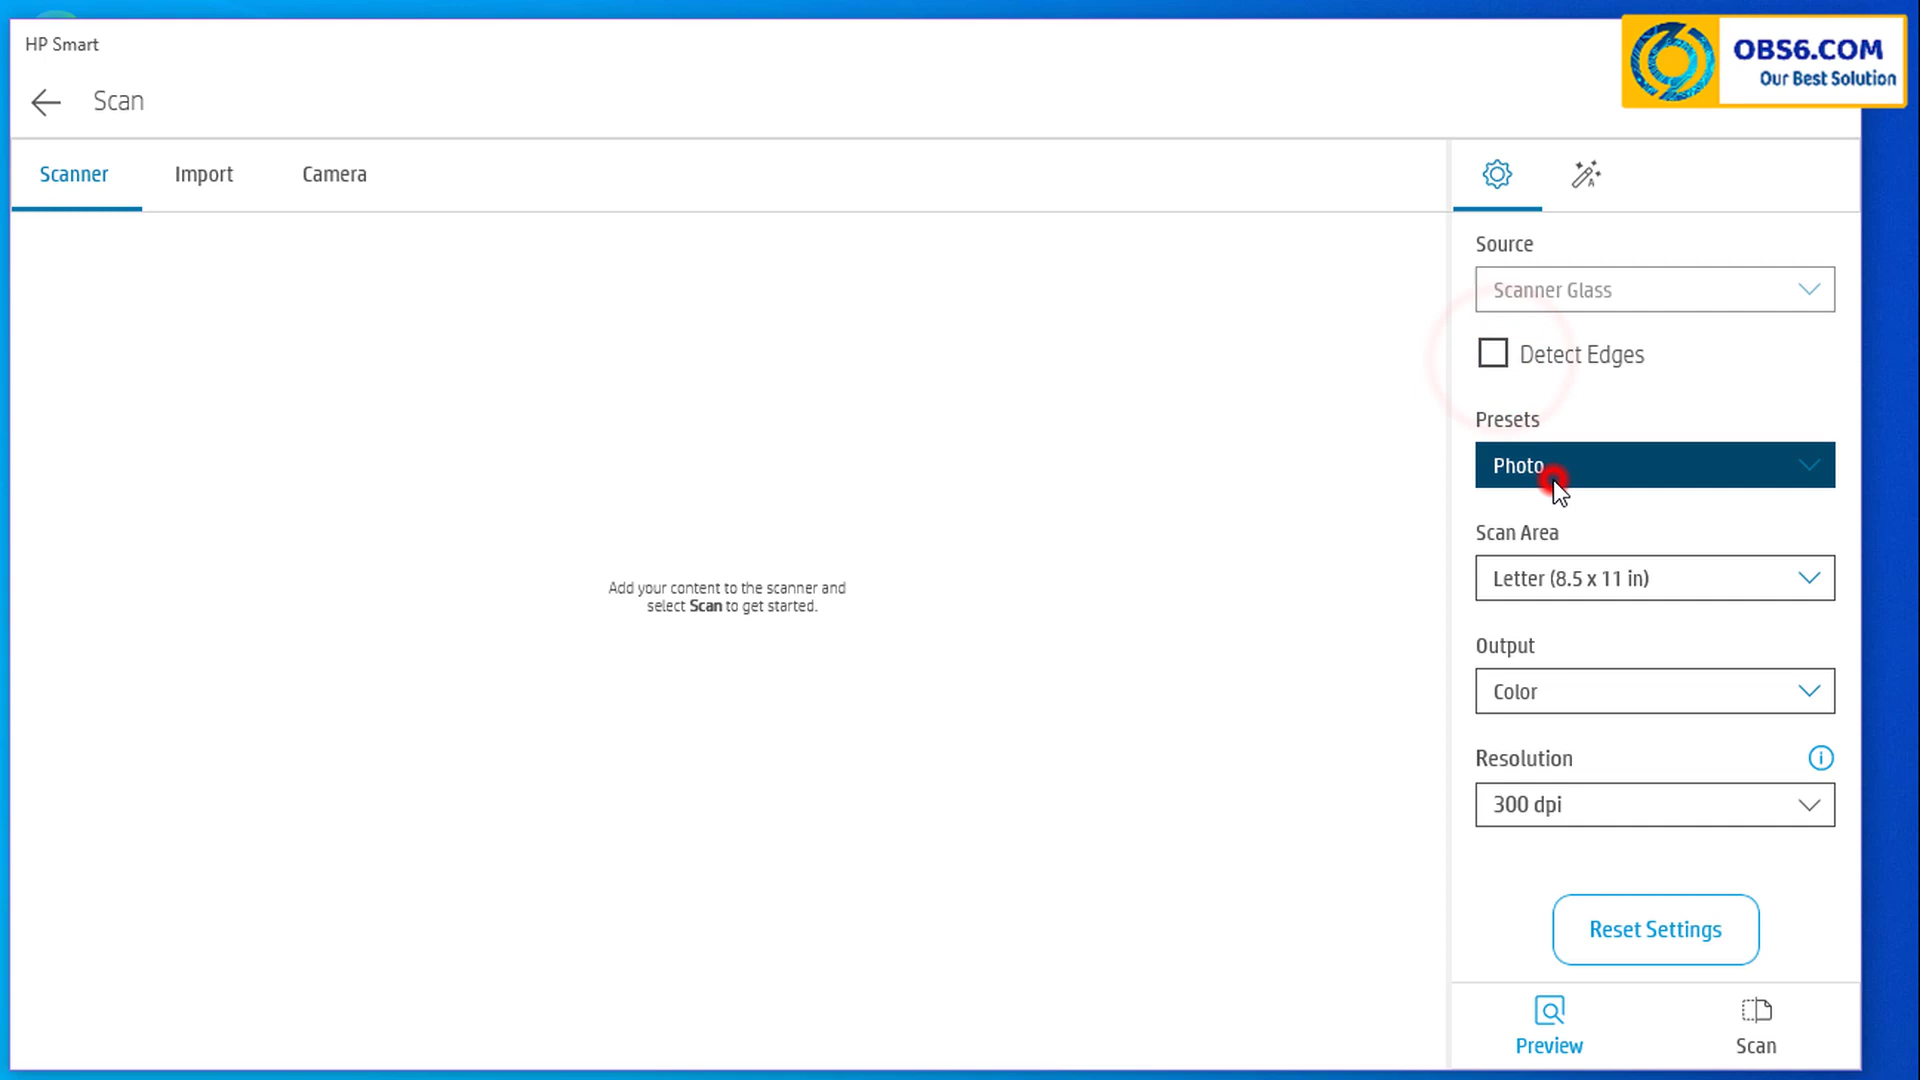 HP Smart
OBS6.COM
Our Best Solution
Scan
Scanner
Import
Camera
Source
Scanner Glass
Detect Edges
Presets
Photo
Scan Area
Letter (8.5 x 11 in)
Add your content to the scanner and
select Scan to get started.
Output
Color
Resolution
300 dpi
Reset Settings
Preview
Scan